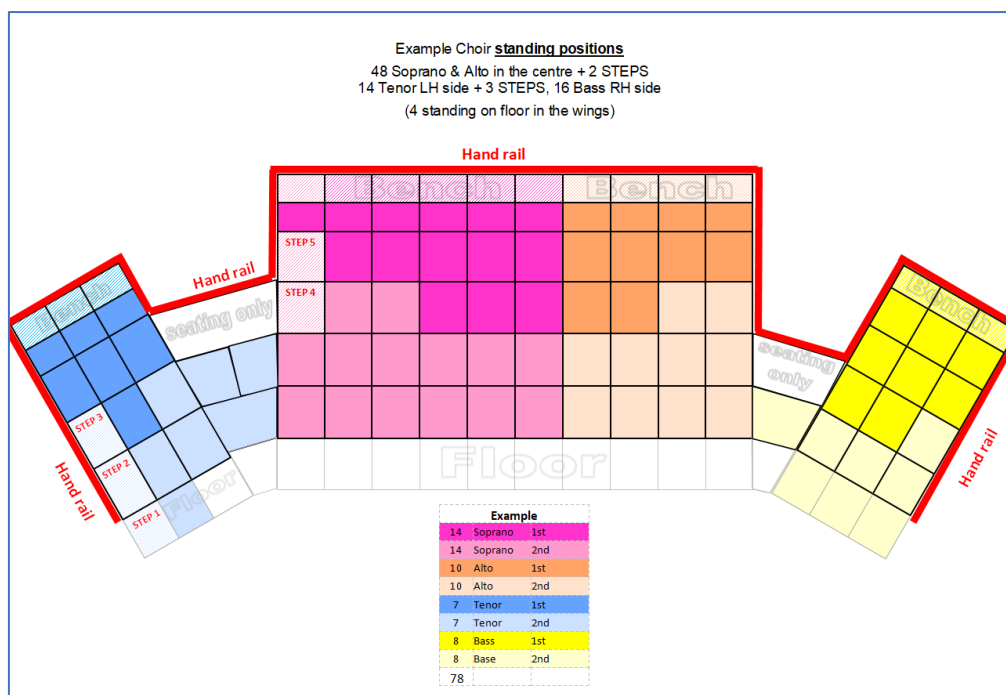 Example Choir standing positions
48 Soprano & Alto in the centre + 2 STEPS
14 Tenor LH side + 3 STEPS, 16 Bass RH side
(4 standing on floor in the wings)
Hand rail
Bench
Bench
STEP 5
Hand rail
STEP 4
Bench
seating only
Bench
seating
only
STEP 3
STEP 2
STEP 1
Hand rail
Floor
Floor
Hand rail
Example
14 Soprano 1st
14 Soprano 2nd
10 Alto 1st
10 Alto 2nd
7 Tenor 1st
7 Tenor 2nd
8 Bass 1st
8 Base 2nd
78